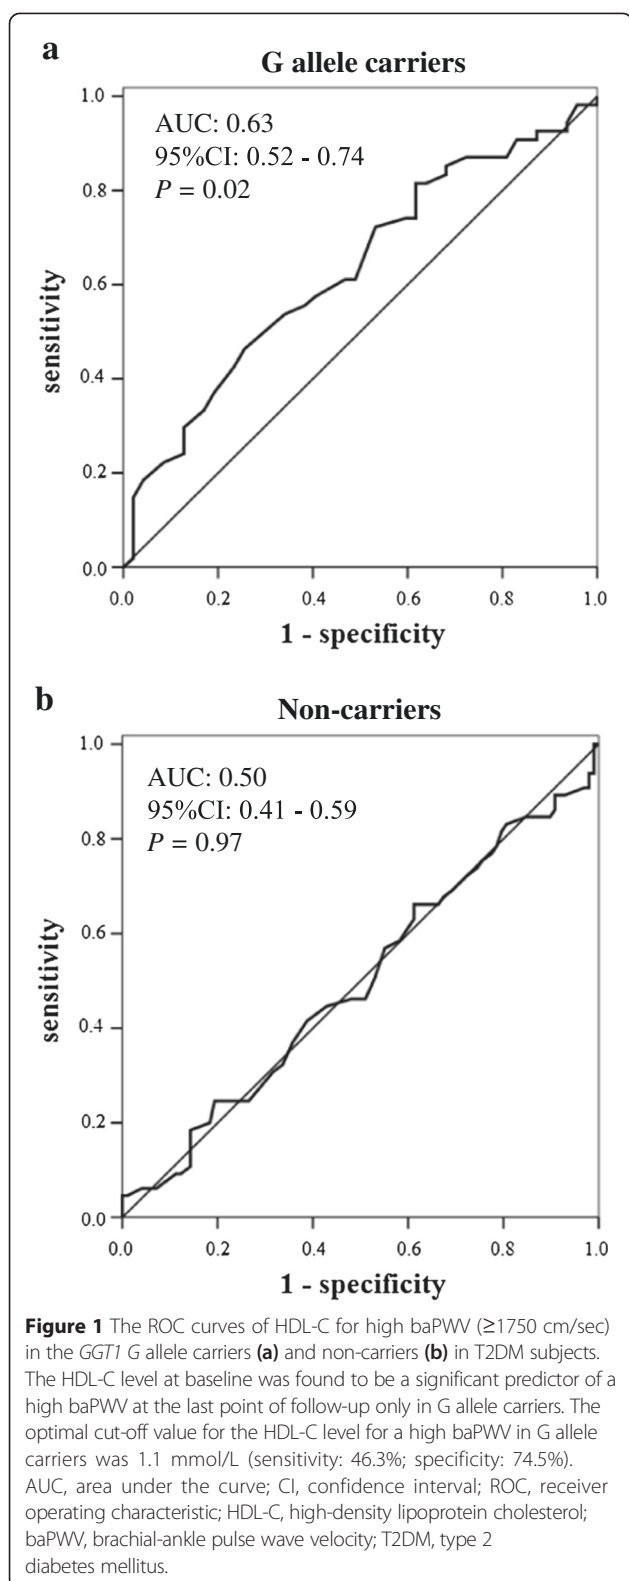 a
G allele carriers
1.0
AUC: 0.63
95%CI: 0.52 - 0.74
P = 0.02
0.8
0.6
sensitivity
0.4
0.2
0.0
0.0 0.2 0.4 0.6 0.8 1.0
1 - specificity
b
Non-carriers
1.0
AUC: 0.50
95%CI: 0.41 - 0.59
P = 0.97
0.8
0.6
sensitivity
0.4
0.2
0.0
0.0 0.2 0.4 0.6 0.8 1.0
1 - specificity
Figure 1 The ROC curves of HDL-C for high baPWV (≥1750 cm/sec)
in the GGT1 G allele carriers (a) and non-carriers (b) in T2DM subjects.
The HDL-C level at baseline was found to be a significant predictor of a
high baPWV at the last point of follow-up only in G allele carriers. The
optimal cut-off value for the HDL-C level for a high baPWV in G allele
carriers was 1.1 mmol/L (sensitivity: 46.3%; specificity: 74.5%).
AUC, area under the curve; CI, confidence interval; ROC, receiver
operating characteristic; HDL-C, high-density lipoprotein cholesterol;
baPWV, brachial-ankle pulse wave velocity; T2DM, type 2
diabetes mellitus.